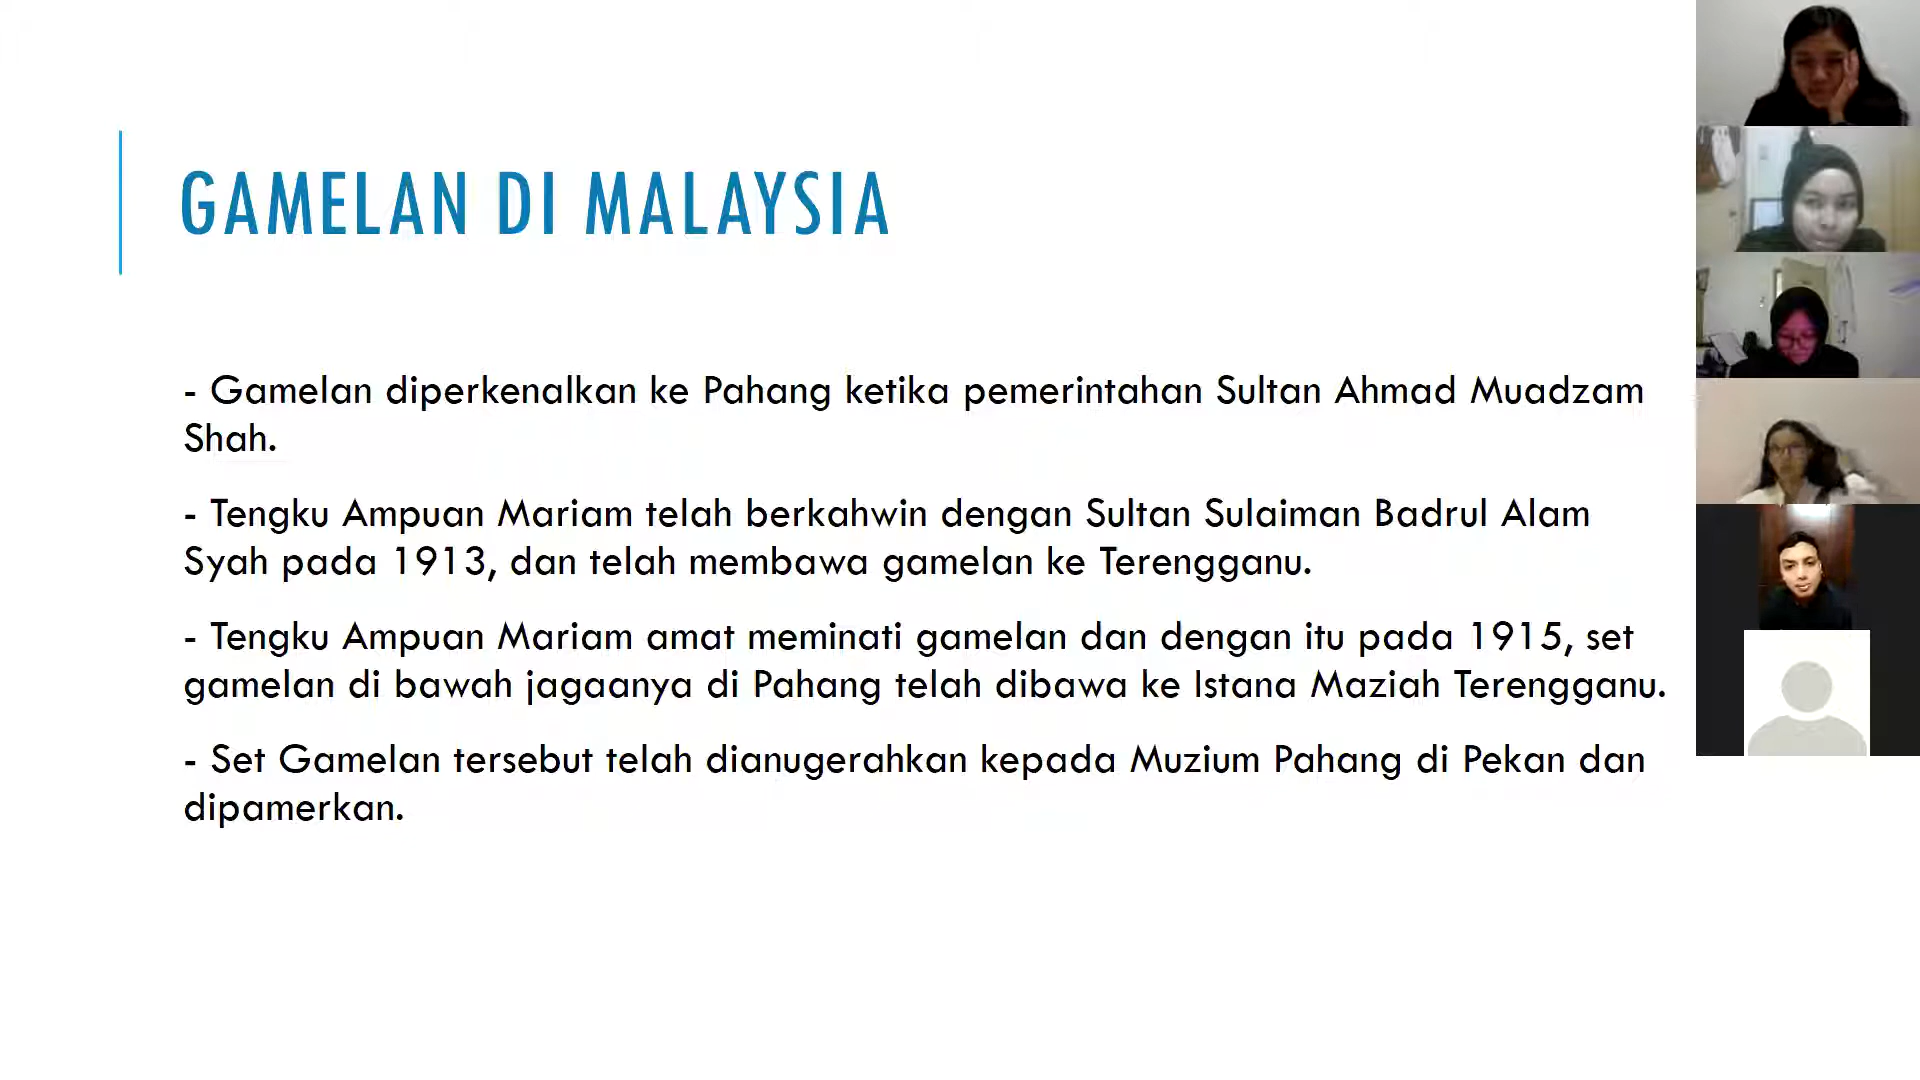 GAMELAN DI MALAYSIA
- Gamelan diperkenalkan ke Pahang ketika pemerintahan Sultan Ahmad Muadzam
Shah.
- Tengku Ampuan Mariam telah berkahwin dengan Sultan Sulaiman Badrul Alam
Syah pada 1913, dan telah membawa gamelan ke Terengganu.
- Tengku Ampuan Mariam amat meminati gamelan dan dengan itu pada 1915, set
gamelan di bawah jagaanya di Pahang telah dibawa ke Istana Maziah Terengganu.
- Set Gamelan tersebut telah dianugerahkan kepada Muzium Pahang di Pekan dan
dipamerkan.